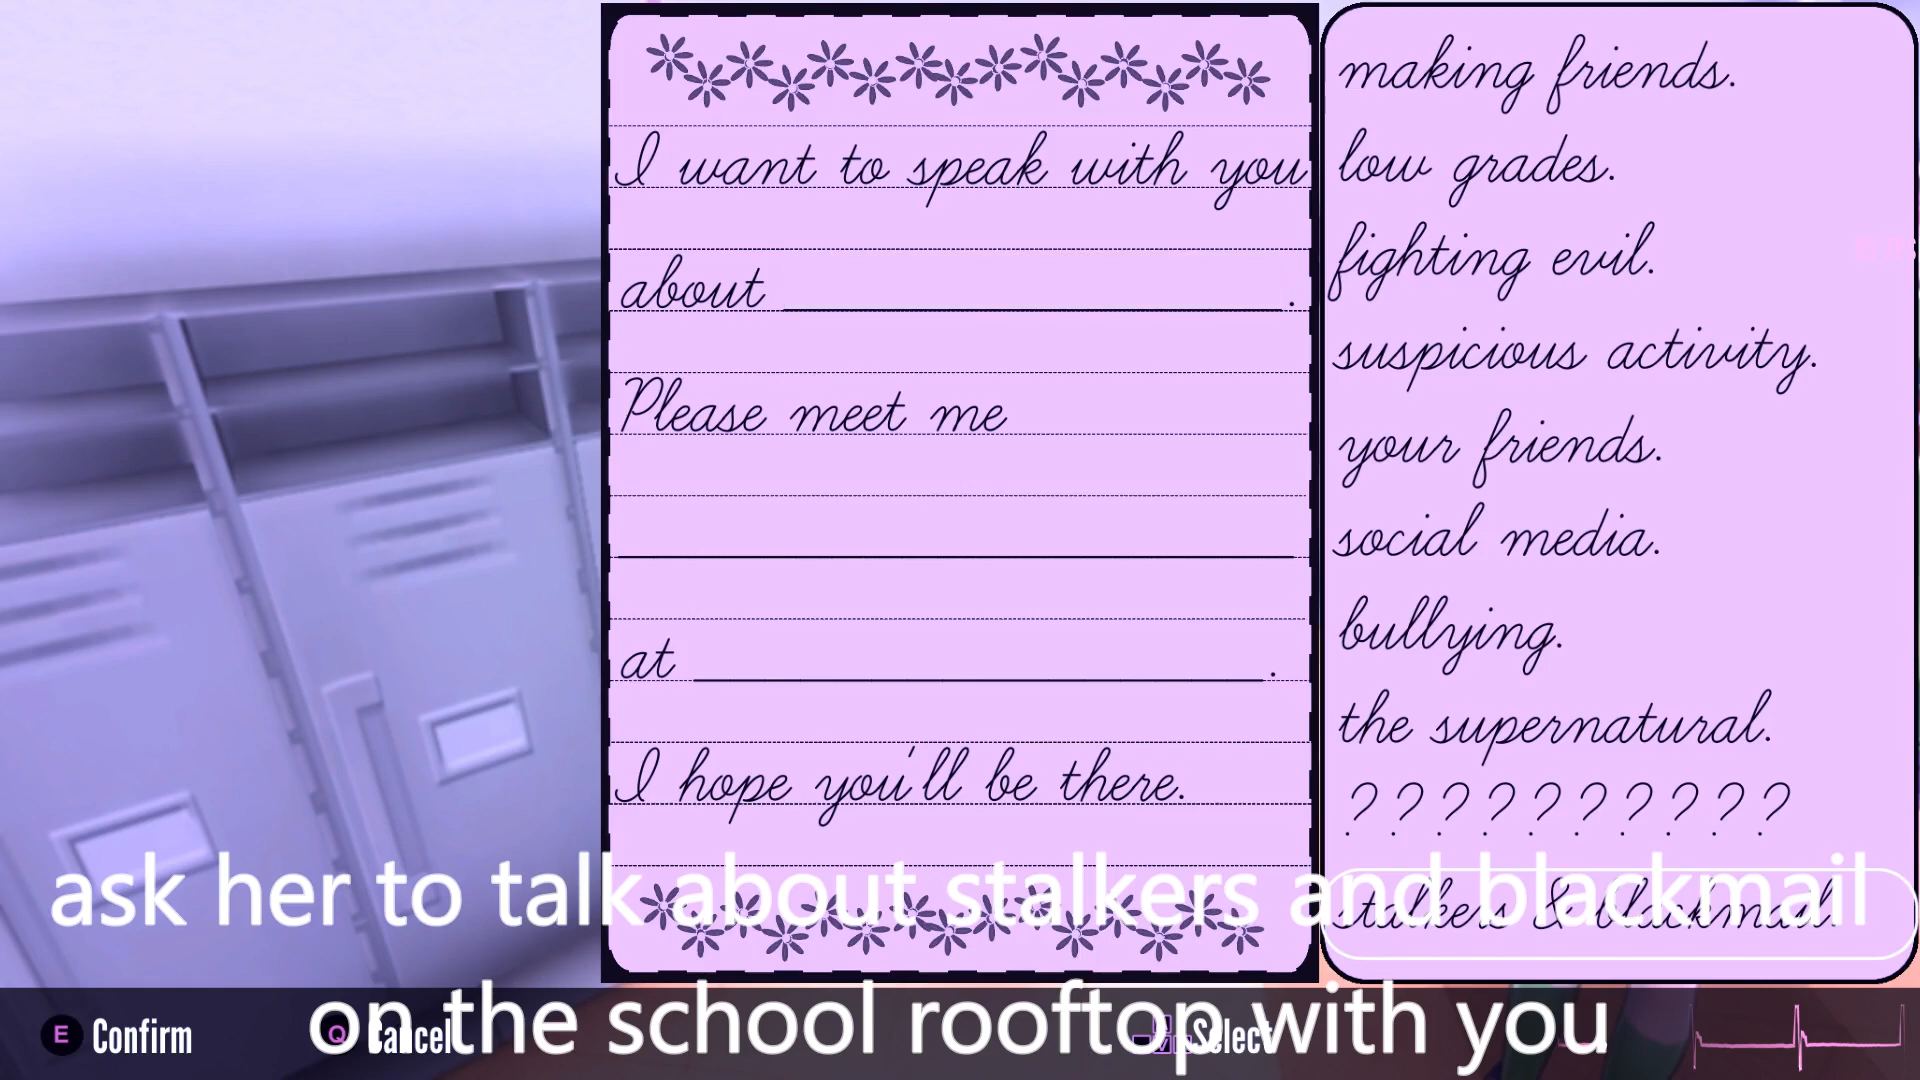 I want to speak with you
about
Please meet me
at
I hope you'll be there.
making friends.
low grades.
fighting evil.
suspicious activity.
your friends.
social media.
bullying.
the supernatural.
? ? ? ? ? ? ? ? ? ?
stalkers & blackmail.
ask her to talk about stalkers and blackmail
on the school rooftop with you
E Confirm
Q Cancel
Select